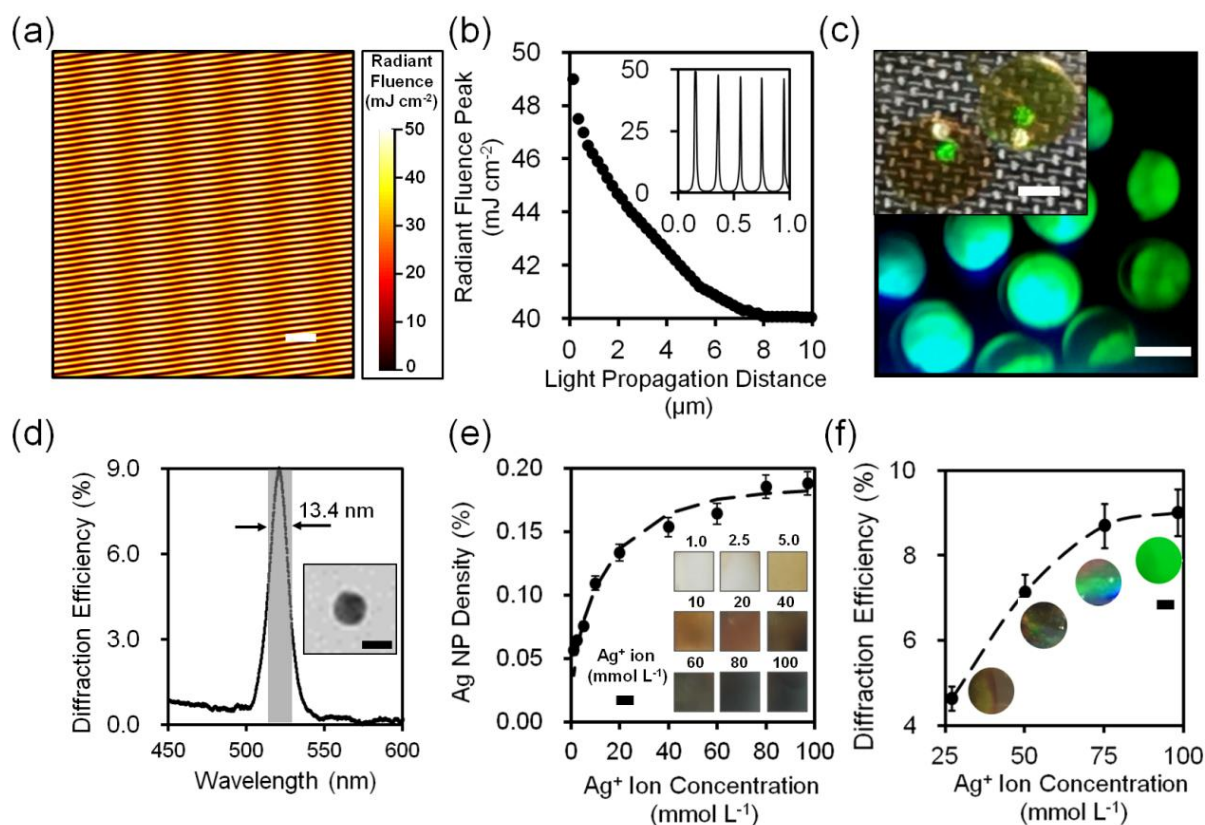 (a)
Radiant
Fluence
(mJ cm⁻²)
50
40
30
20
10
0
(b)
Radiant Fluence Peak
(mJ cm⁻²)
50
48
46
44
42
40
0 2 4 6 8 10
Light Propagation Distance
(µm)
50
25
0
0.0 0.5 1.0
(c)
(d)
Diffraction Efficiency (%)
9.0
6.0
3.0
0.0
13.4 nm
450 500 550 600
Wavelength (nm)
(e)
Ag NP Density (%)
0.20
0.15
0.10
0.05
0.00
0 20 40 60 80 100
Ag⁺ Ion Concentration
(mmol L⁻¹)
1.0 2.5 5.0
10 20 40
60 80 100
Ag⁺ ion
(mmol L⁻¹)
(f)
Diffraction Efficiency (%)
10
8
6
4
25 50 75 100
Ag⁺ Ion Concentration
(mmol L⁻¹)